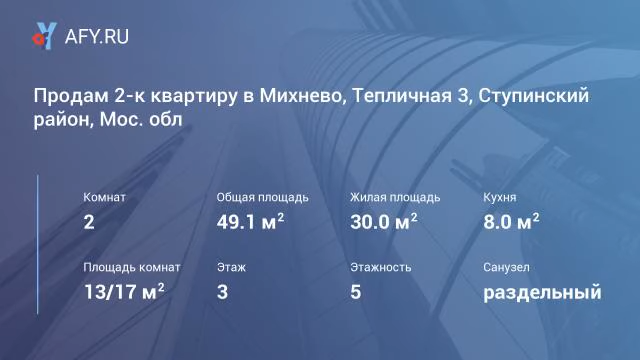 AFY.RU
Продам 2-к квартиру в Михнево, Тепличная 3, Ступинский
район, Мос. обл
Комнат
2
Общая площадь
49.1 м²
Жилая площадь
30.0 м²
Кухня
8.0 м²
Площадь комнат
13/17 м²
Этаж
3
Этажность
5
Санузел
раздельный